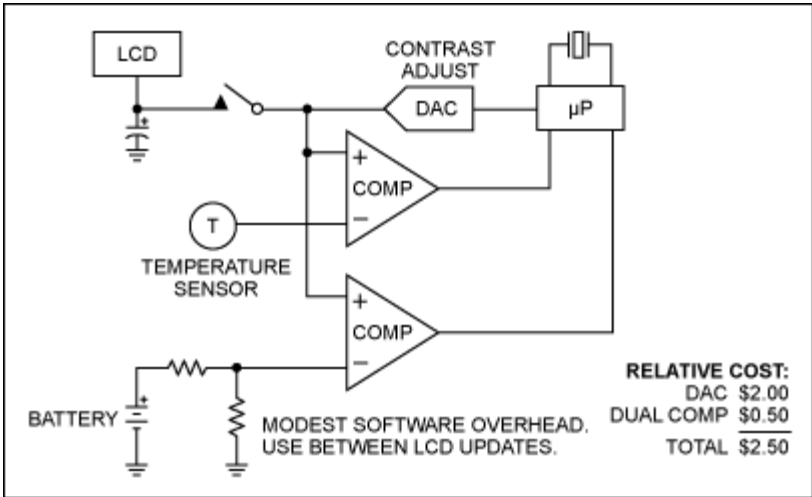 LCD
CONTRAST
ADJUST
DAC
µP
+
+
COMP
−
T
TEMPERATURE
SENSOR
+
COMP
−
+
BATTERY
MODEST SOFTWARE OVERHEAD.
USE BETWEEN LCD UPDATES.
RELATIVE COST:
DAC $2.00
DUAL COMP $0.50
TOTAL $2.50